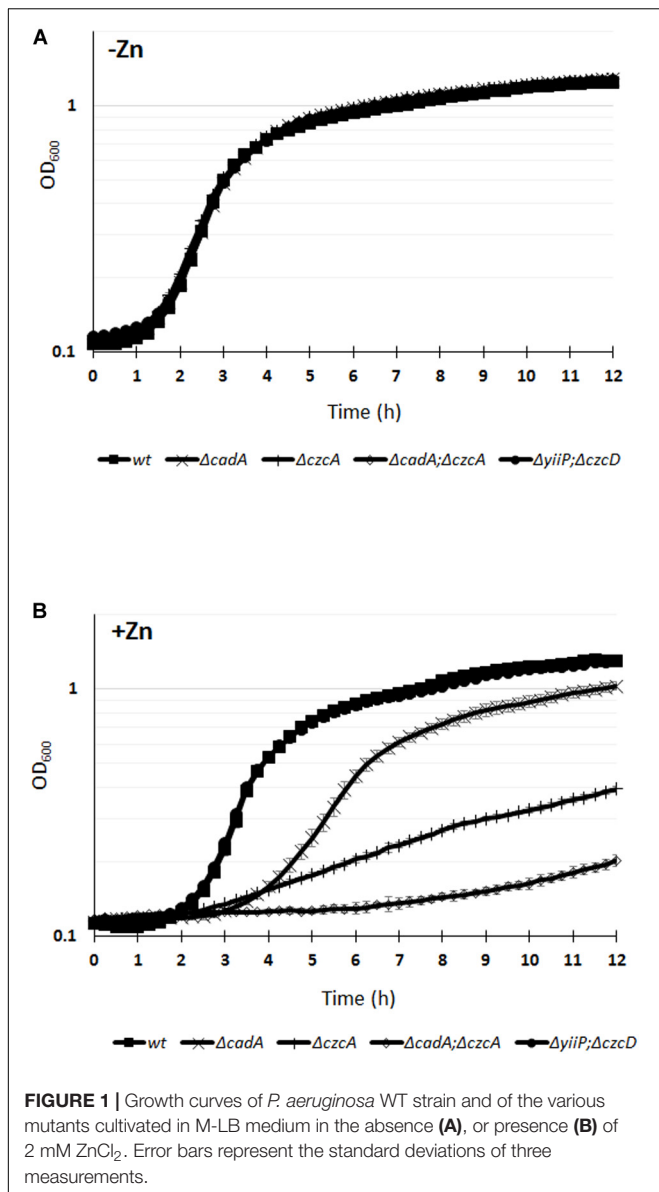 A
-Zn
1
OD600
0.1
0 1 2 3 4 5 6 7 8 9 10 11 12
Time (h)
wt ΔcadA ΔczcA ΔcadA;ΔczcA ΔyiiP;ΔczcD
B
+Zn
1
OD600
0.1
0 1 2 3 4 5 6 7 8 9 10 11 12
Time (h)
wt ΔcadA ΔczcA ΔcadA;ΔczcA ΔyiiP;ΔczcD
FIGURE 1 | Growth curves of P. aeruginosa WT strain and of the various
mutants cultivated in M-LB medium in the absence (A), or presence (B) of
2 mM ZnCl2. Error bars represent the standard deviations of three
measurements.